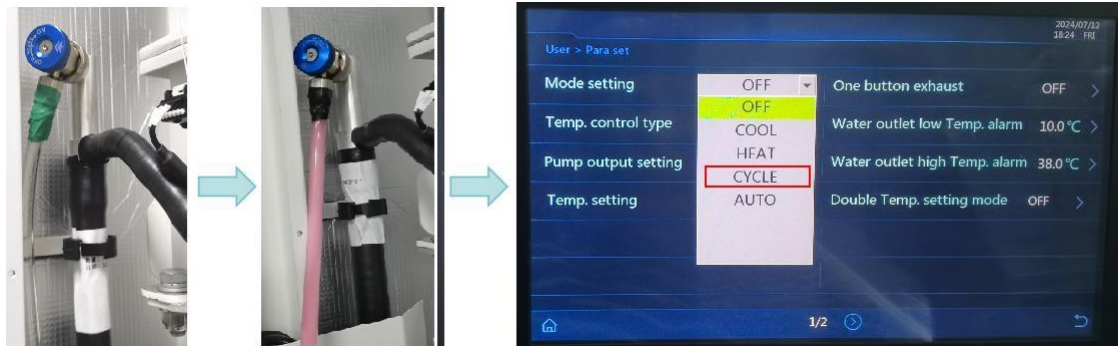 2024/07/12
18:24 FRI
User > Para set
Mode setting
OFF
One button exhaust
OFF
OFF
Temp. control type
COOL
Water outlet low Temp. alarm
10.0 ℃
HEAT
Pump output setting
CYCLE
Water outlet high Temp. alarm
38.0 ℃
Temp. setting
AUTO
Double Temp. setting mode
OFF
1/2